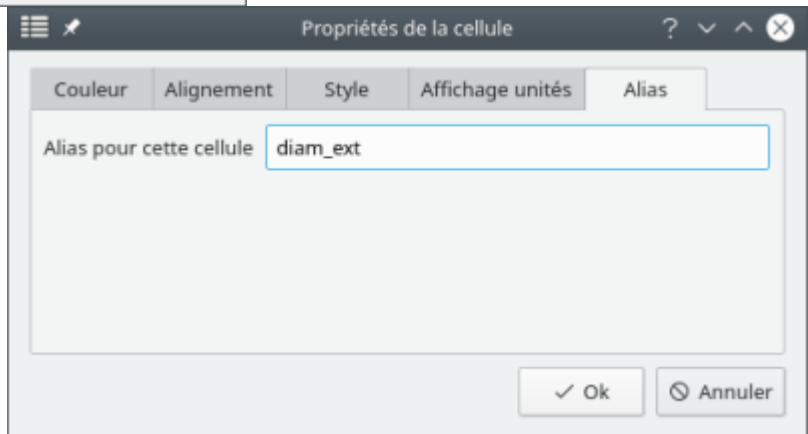 Propriétés de la cellule ?
Couleur Alignement Style Affichage unités Alias
Alias pour cette cellule diam_ext
Ok Annuler